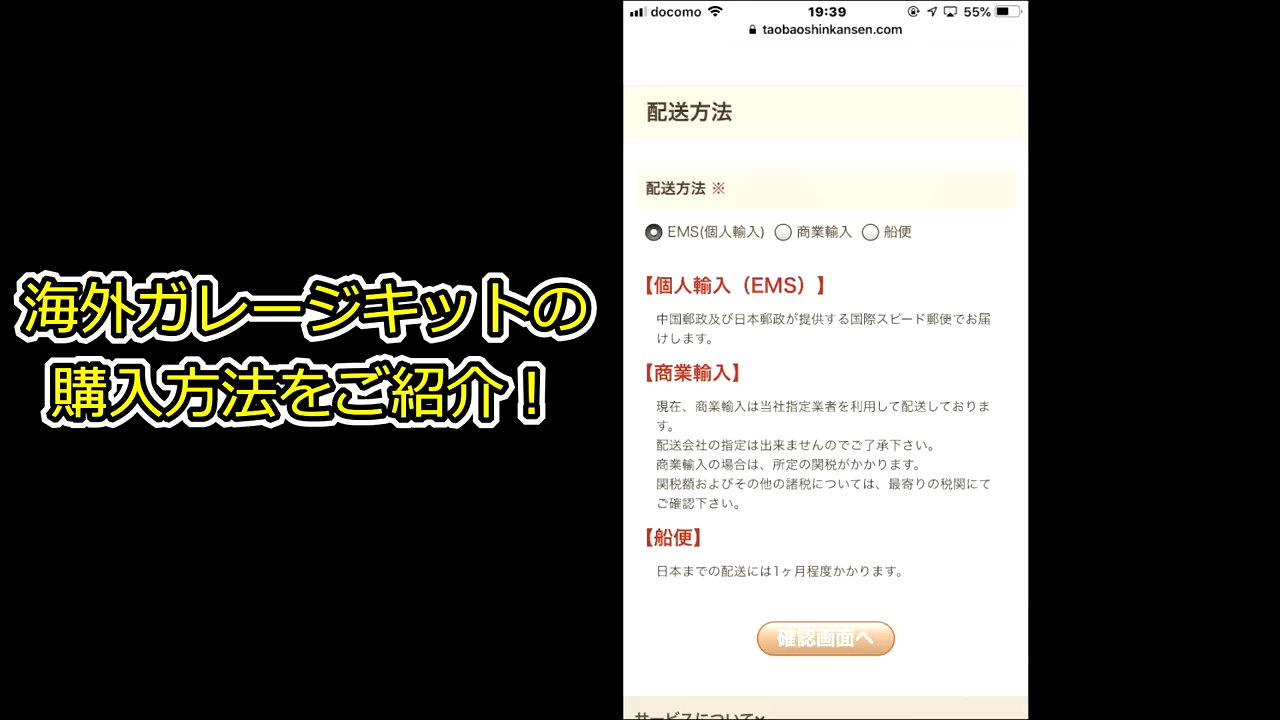 海外ガレージキットの
購入方法をご紹介！
docomo 19:39 55%
taobaoshinkansen.com
配送方法
配送方法 ※
EMS(個人輸入) 商業輸入 船便
【個人輸入（EMS）】
中国郵政及び日本郵政が提供する国際スピード郵便でお届
けします。
【商業輸入】
現在、商業輸入は当社指定業者を利用して配送しておりま
す。
配送会社の指定は出来ませんのでご了承下さい。
商業輸入の場合は、所定の関税がかかります。
関税額およびその他の諸税については、最寄りの税関にて
ご確認下さい。
【船便】
日本までの配送には1ヶ月程度かかります。
確認画面へ
サービスについて